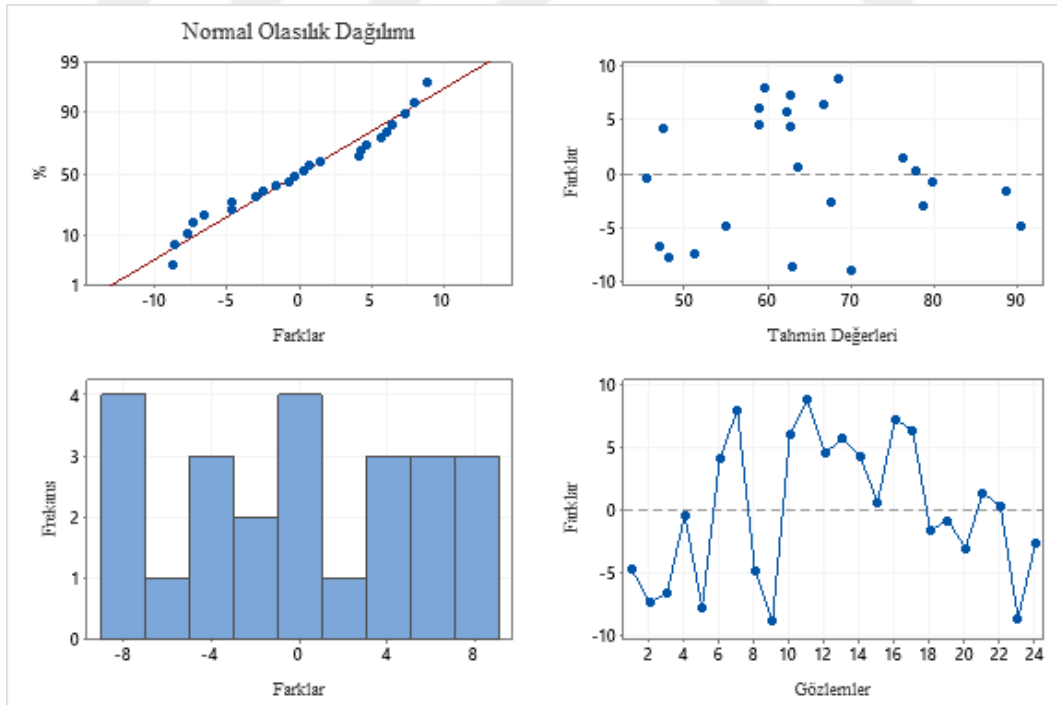 Normal Olasılık Dağılımı
99
90
50
10
1
%
-10 -5 0 5 10
Farklar
10
5
0
-5
-10
Farklar
50 60 70 80 90
Tahmin Değerleri
4
3
2
1
0
Frekans
-8 -4 0 4 8
Farklar
10
5
0
-5
-10
Farklar
2 4 6 8 10 12 14 16 18 20 22 24
Gözlemler